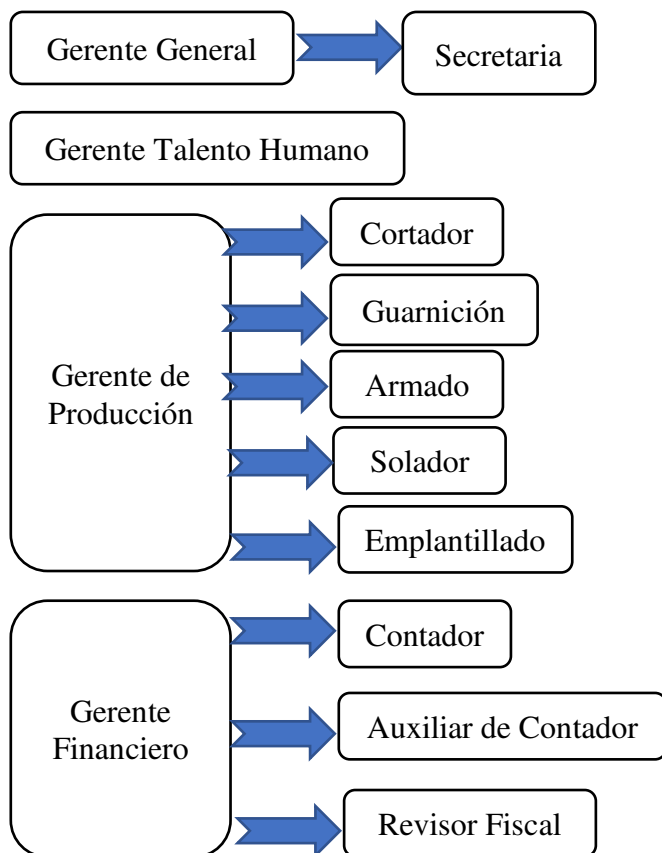 Gerente General
Secretaria
Gerente Talento Humano
Gerente de
Producción
Cortador
Guarnición
Armado
Solador
Emplantillado
Gerente
Financiero
Contador
Auxiliar de Contador
Revisor Fiscal